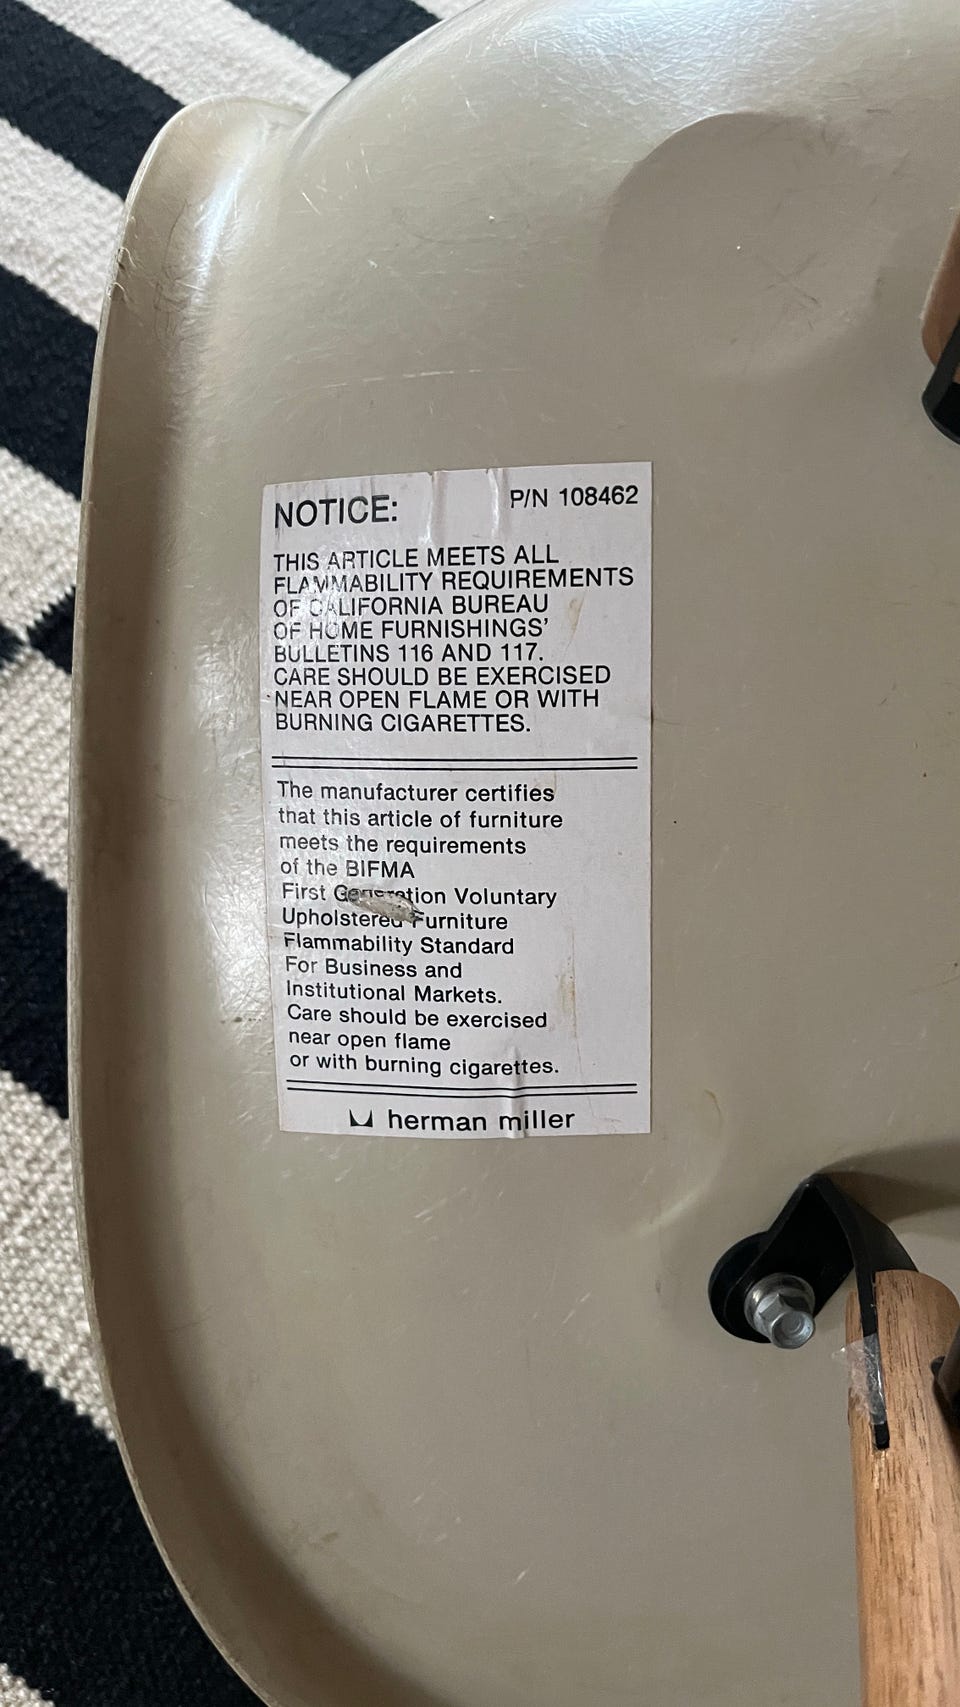 NOTICE: P/N 108462
THIS ARTICLE MEETS ALL
FLAMMABILITY REQUIREMENTS
OF CALIFORNIA BUREAU
OF HOME FURNISHINGS'
BULLETINS 116 AND 117.
CARE SHOULD BE EXERCISED
NEAR OPEN FLAME OR WITH
BURNING CIGARETTES.
The manufacturer certifies
that this article of furniture
meets the requirements
of the BIFMA
First Generation Voluntary
Upholstered Furniture
Flammability Standard
For Business and
Institutional Markets.
Care should be exercised
near open flame
or with burning cigarettes.
herman miller